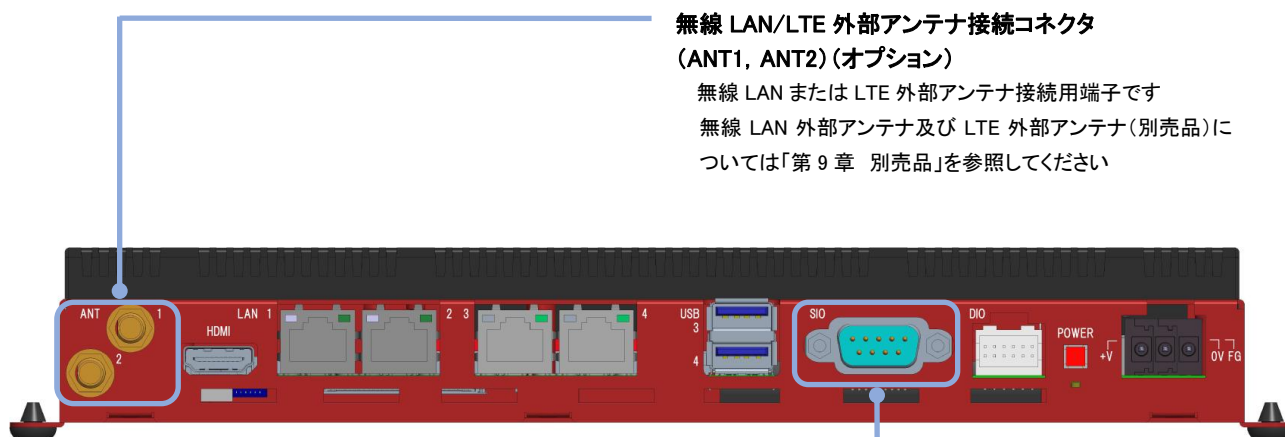 無線 LAN/LTE 外部アンテナ接続コネクタ
(ANT1, ANT2)(オプション)
無線 LAN または LTE 外部アンテナ接続用端子です
無線 LAN 外部アンテナ及び LTE 外部アンテナ(別売品)に
ついては「第 9 章 別売品」を参照してください
ANT 1
2
HDMI
LAN 1
2 3
4
USB
3
4
SIO
DIO
POWER
+V
0V FG